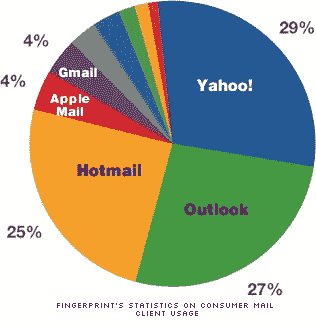 29%
4%
Gmail
Yahoo!
4%
Apple
Mail
Hotmail
Outlook
25%
27%
FINGERPRINT'S STATISTICS ON CONSUMER MAIL
CLIENT USAGE